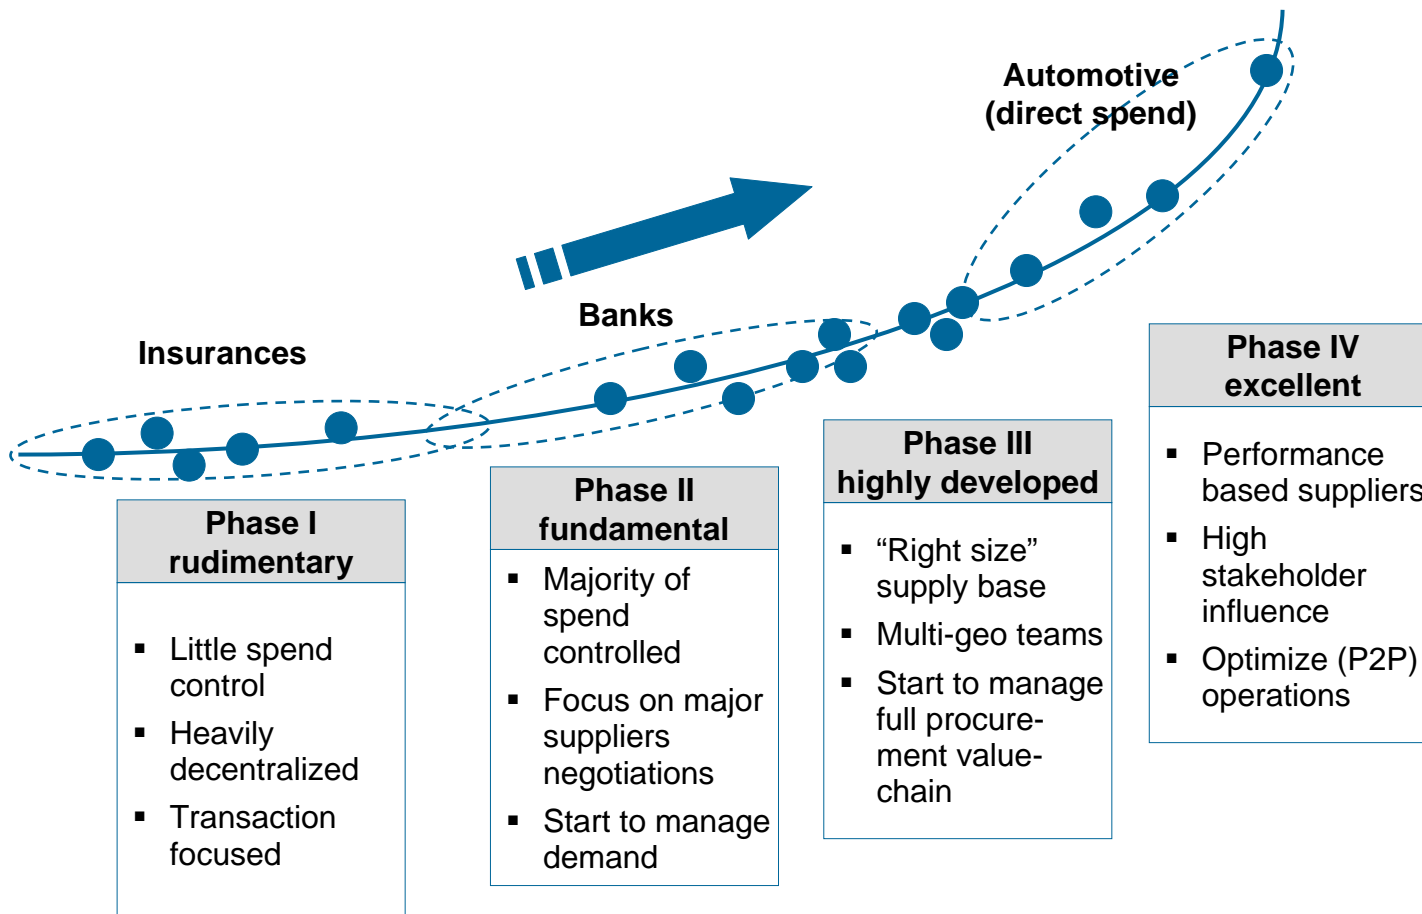 Automotive
(direct spend)
Banks
Insurances
Phase I
rudimentary
▪ Little spend
control
▪ Heavily
decentralized
▪ Transaction
focused
Phase II
fundamental
▪ Majority of
spend
controlled
▪ Focus on major
suppliers
negotiations
▪ Start to manage
demand
Phase III
highly developed
▪ “Right size”
supply base
▪ Multi-geo teams
▪ Start to manage
full procure-
ment value-
chain
Phase IV
excellent
▪ Performance
based suppliers
▪ High
stakeholder
influence
▪ Optimize (P2P)
operations